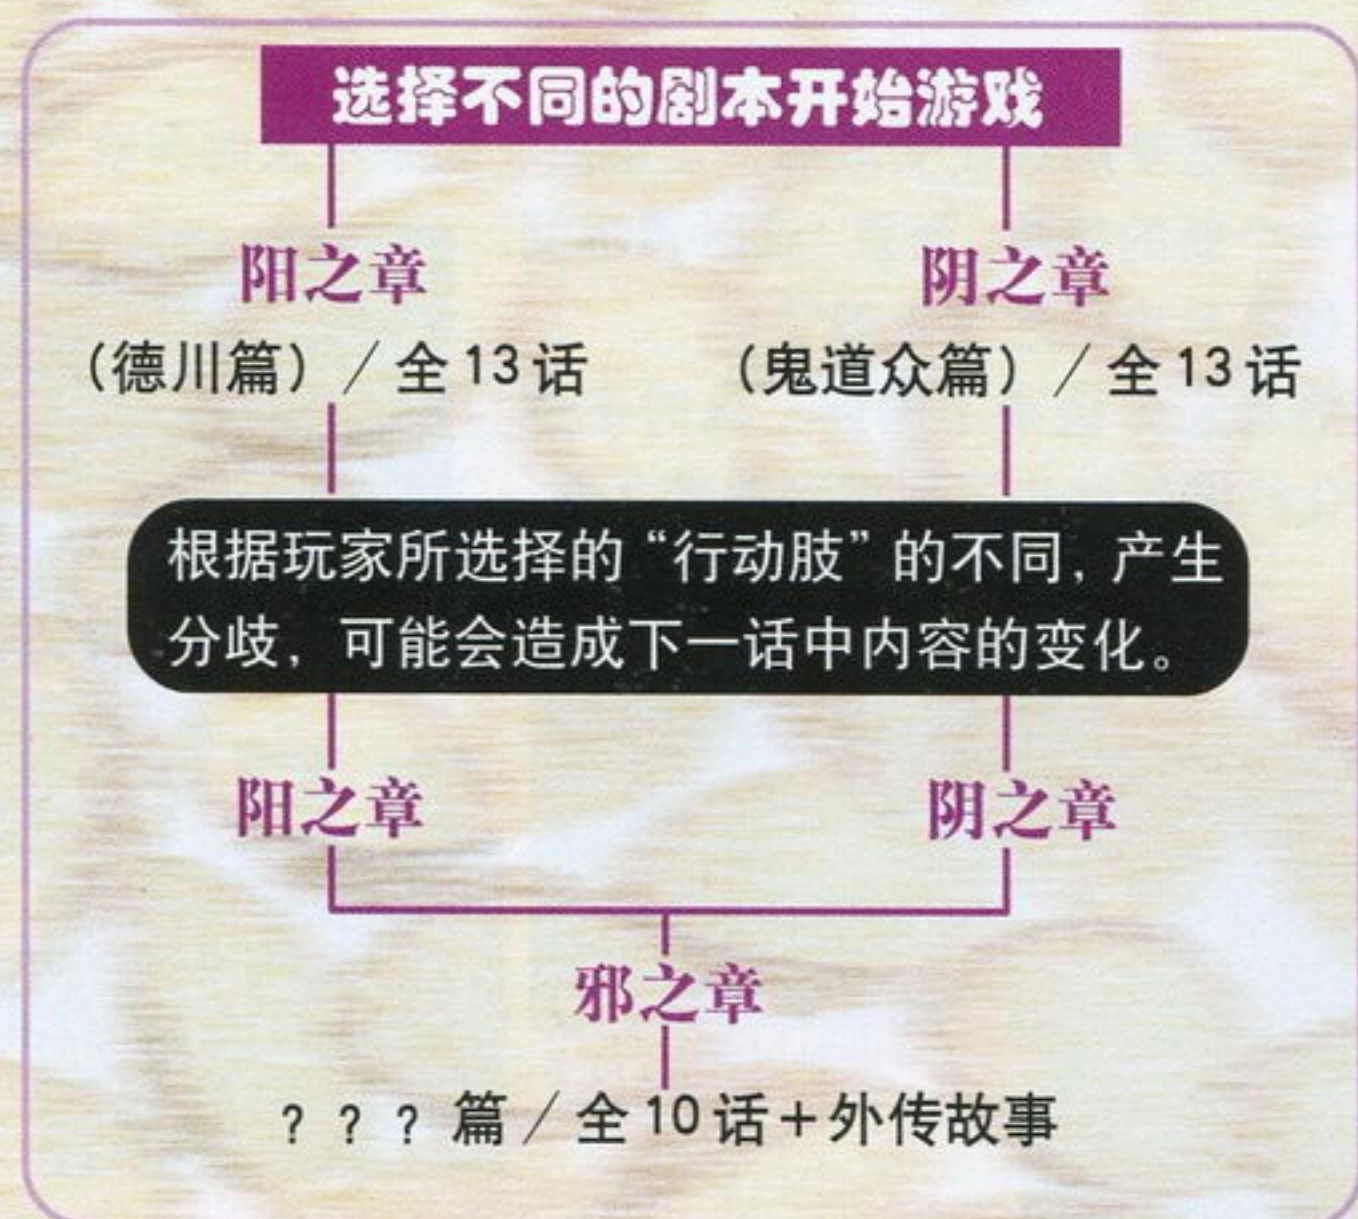 选择不同的剧本开始游戏
阳之章
阴之章
（德川篇）／全13话
（鬼道众篇）／全13话
根据玩家所选择的“行动肢”的不同，产生
分歧，可能会造成下一话中内容的变化。
阳之章
阴之章
邪之章
？？？篇／全10话＋外传故事